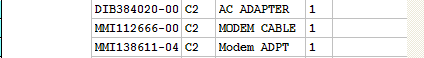 DIB384020-00 C2 AC ADAPTER 1
MMI112666-00 C2 MODEM CABLE 1
MMI138611-04 C2 Modem ADPT 1